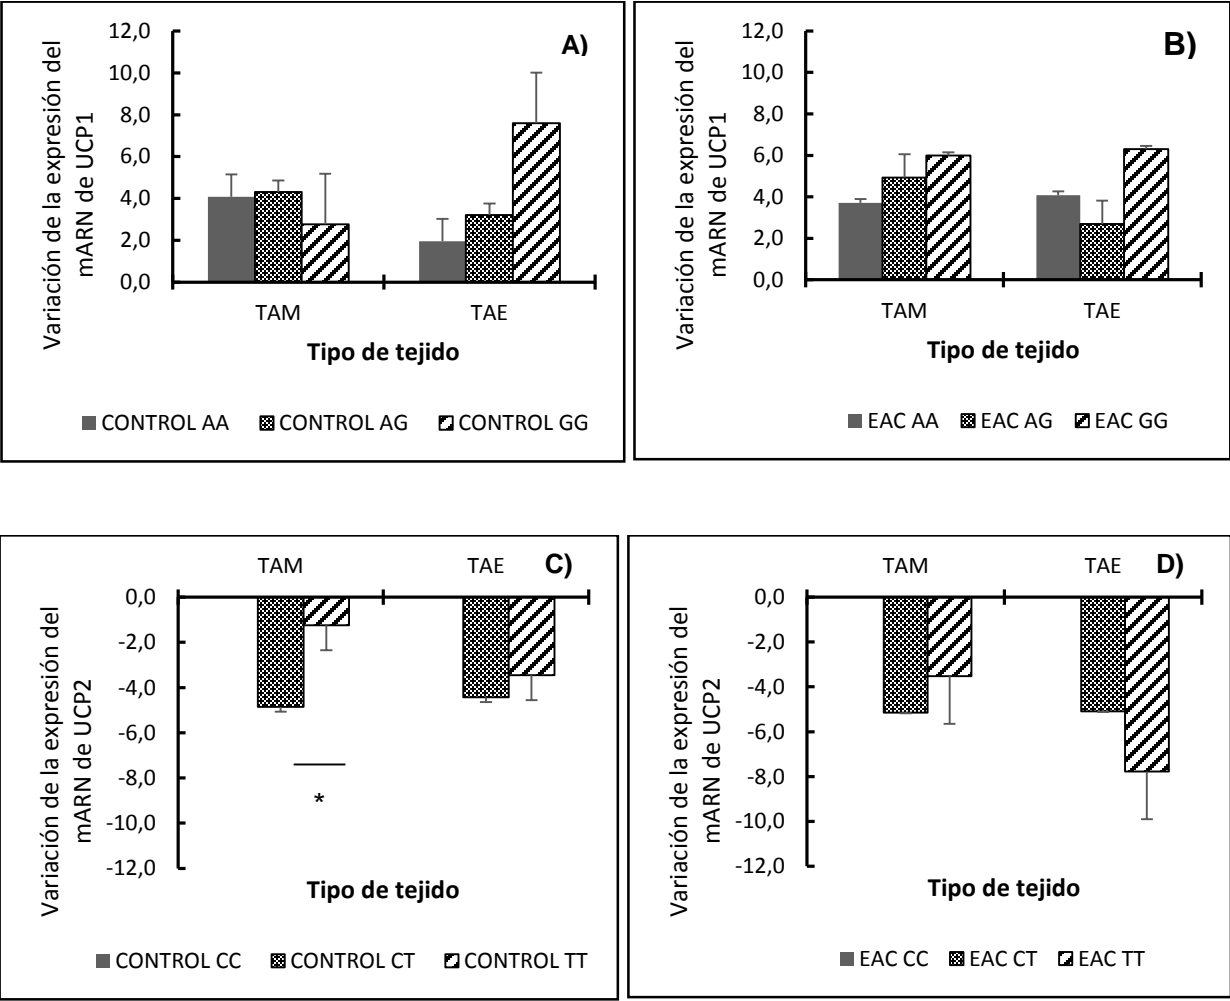 A)
Variación de la expresión del
mARN de UCP1
12,0
10,0
8,0
6,0
4,0
2,0
0,0
TAM TAE
Tipo de tejido
CONTROL AA CONTROL AG CONTROL GG
B)
Variación de la expresión del
mARN de UCP1
12,0
10,0
8,0
6,0
4,0
2,0
0,0
TAM TAE
Tipo de tejido
EAC AA EAC AG EAC GG
TAM TAE C)
Variación de la expresión del
mARN de UCP2
0,0
-2,0
-4,0
-6,0
-8,0
-10,0
-12,0
*
Tipo de tejido
CONTROL CC CONTROL CT CONTROL TT
TAM TAE D)
Variación de la expresión del
mARN de UCP2
0,0
-2,0
-4,0
-6,0
-8,0
-10,0
-12,0
Tipo de tejido
EAC CC EAC CT EAC TT